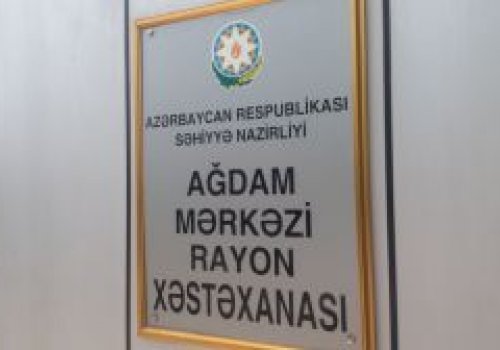 AZƏRBAYCAN RESPUBLİKASI
SƏHİYYƏ NAZİRLİYİ
AĞDAM
MƏRKƏZİ
RAYON
XƏSTƏXANASI